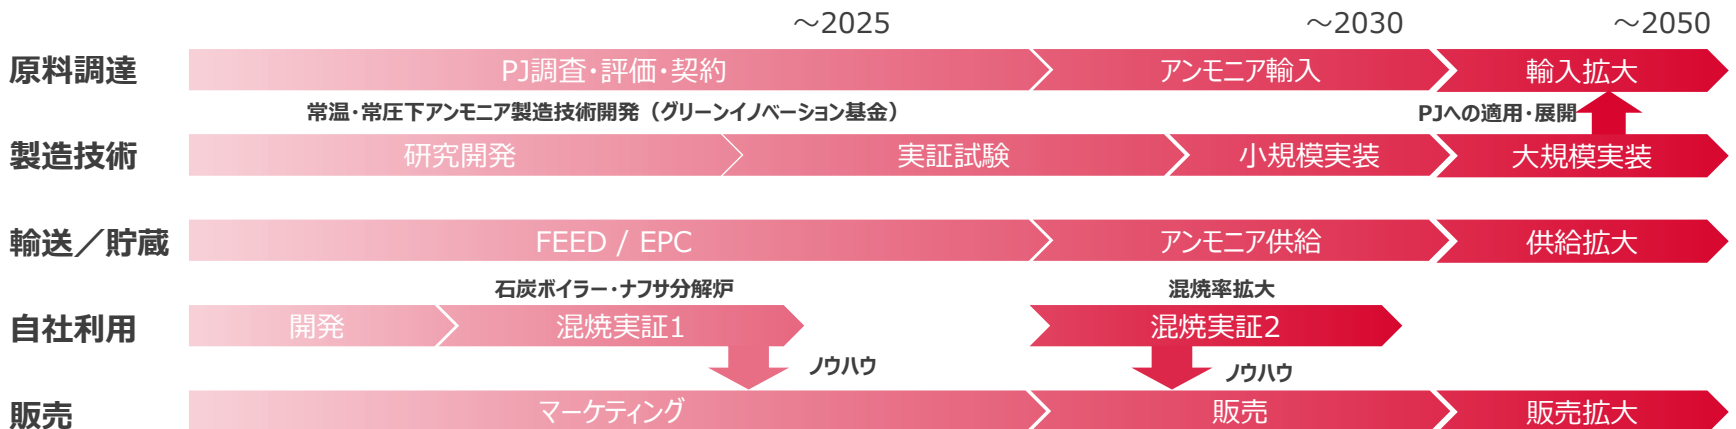 ～2025 ～2030 ～2050
原料調達 PJ調査・評価・契約 アンモニア輸入 輸入拡大
常温・常圧下アンモニア製造技術開発（グリーンイノベーション基金） PJへの適用・展開
製造技術 研究開発 実証試験 小規模実装 大規模実装
輸送／貯蔵 FEED / EPC アンモニア供給 供給拡大
石炭ボイラー・ナフサ分解炉 混焼率拡大
自社利用 開発 混焼実証1 混焼実証2
ノウハウ ノウハウ
販売 マーケティング 販売 販売拡大